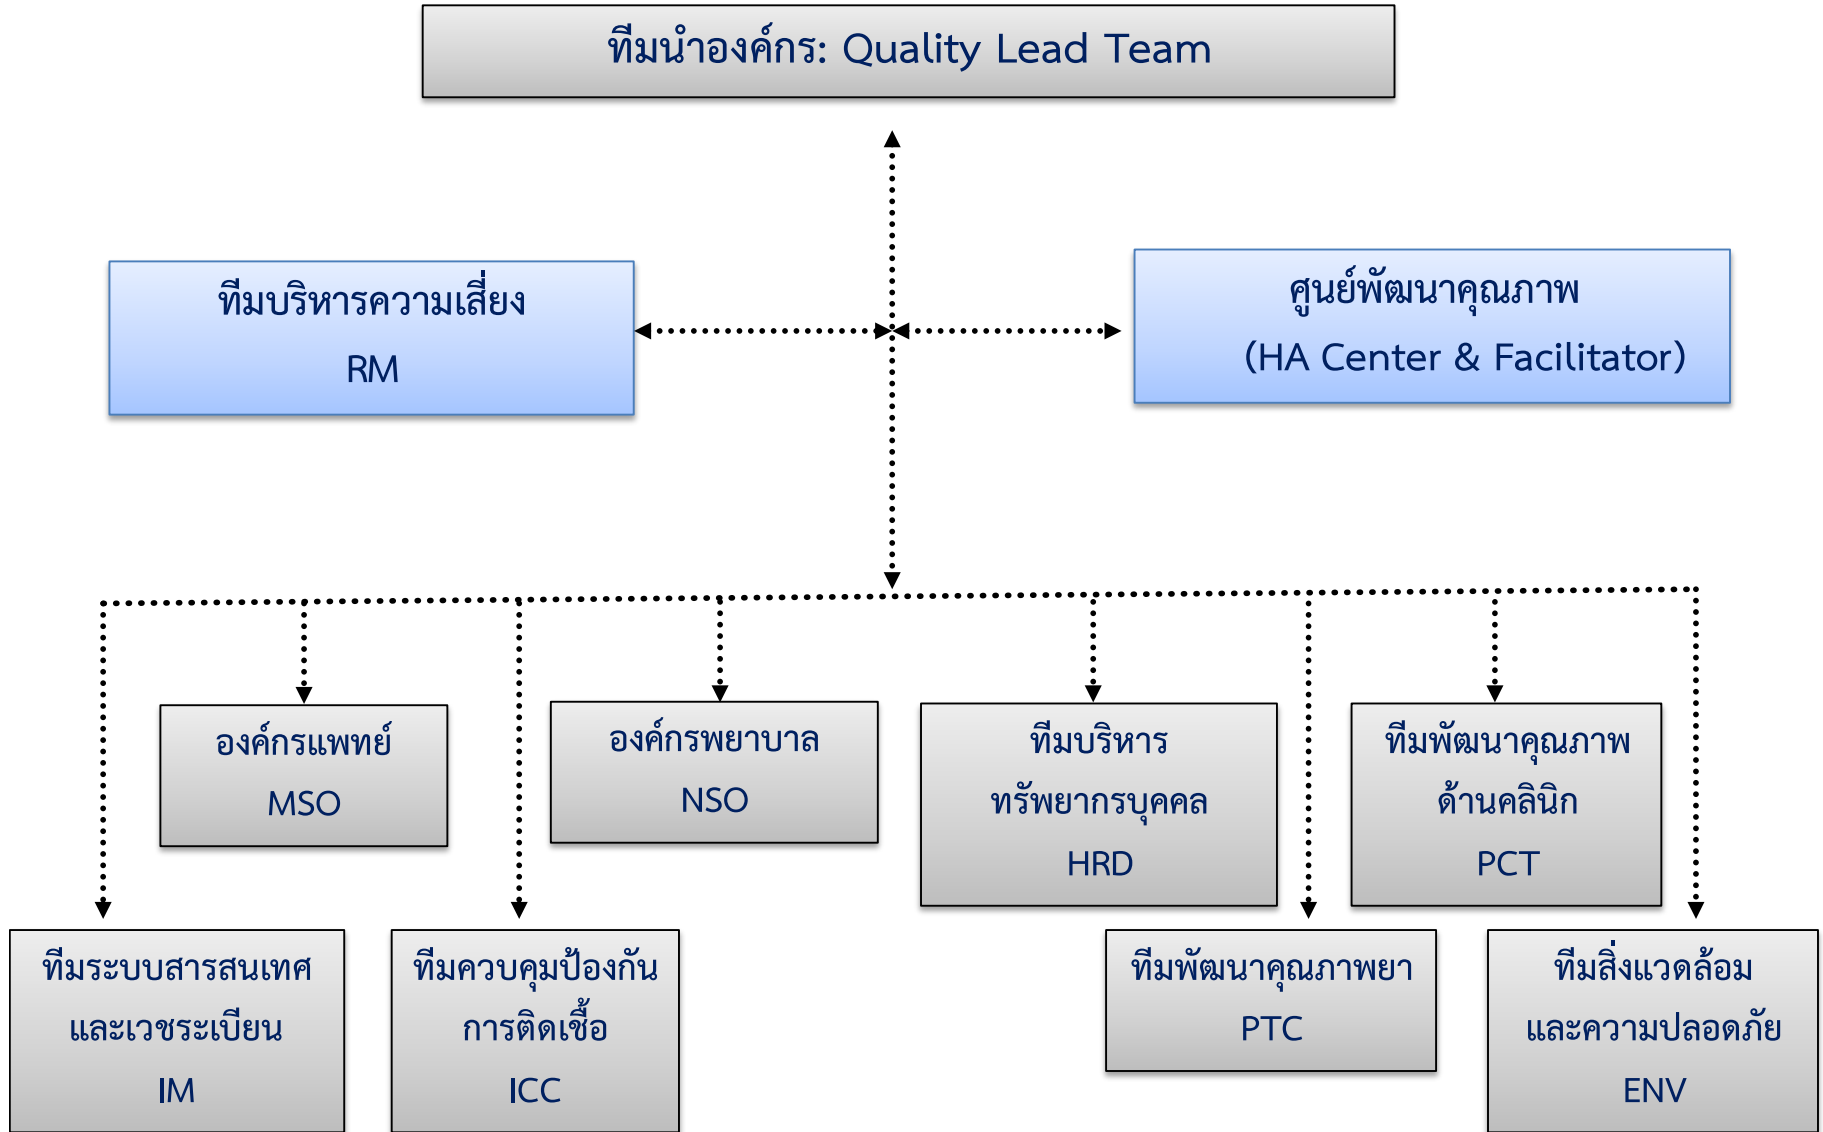 ทีมนำองค์กร: Quality Lead Team
ทีมบริหารความเสี่ยง
RM
ศูนย์พัฒนาคุณภาพ
(HA Center & Facilitator)
องค์กรแพทย์
MSO
องค์กรพยาบาล
NSO
ทีมบริหาร
ทรัพยากรบุคคล
HRD
ทีมพัฒนาคุณภาพ
ด้านคลินิก
PCT
ทีมระบบสารสนเทศ
และเวชระเบียน
IM
ทีมควบคุมป้องกัน
การติดเชื้อ
ICC
ทีมพัฒนาคุณภาพยา
PTC
ทีมสิ่งแวดล้อม
และความปลอดภัย
ENV